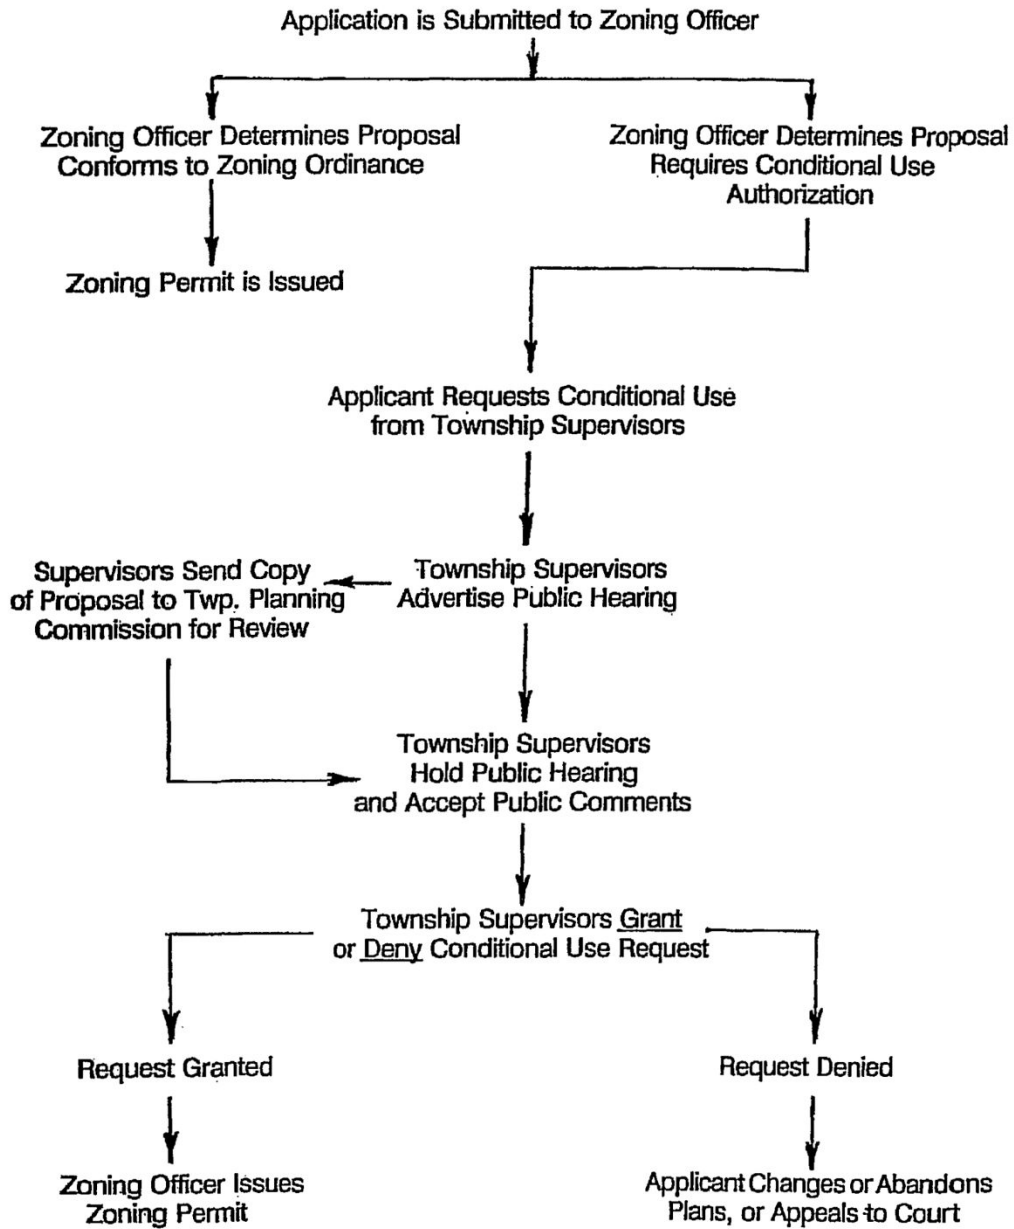 Application is Submitted to Zoning Officer
Zoning Officer Determines Proposal
Conforms to Zoning Ordinance
Zoning Officer Determines Proposal
Requires Conditional Use
Authorization
Zoning Permit is Issued
Applicant Requests Conditional Use
from Township Supervisors
Supervisors Send Copy
of Proposal to Twp. Planning
Commission for Review
Township Supervisors
Advertise Public Hearing
Township Supervisors
Hold Public Hearing
and Accept Public Comments
Township Supervisors Grant
or Deny Conditional Use Request
Request Granted
Request Denied
Zoning Officer Issues
Zoning Permit
Applicant Changes or Abandons
Plans, or Appeals to Court